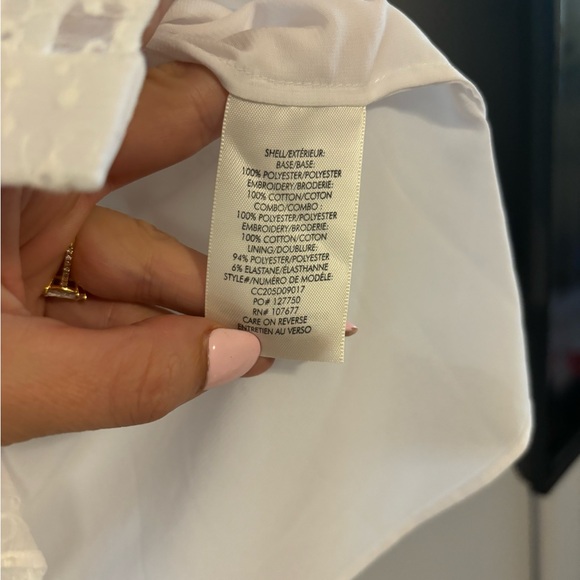 SHELL/EXTÉRIEUR:
BASE/BASE:
100% POLYESTER/POLYESTER
EMBROIDERY/BRODERIE:
100% COTTON/COTON
COMBO/COMBO :
100% POLYESTER/POLYESTER
EMBROIDERY/BRODERIE:
100% COTTON/COTON
LINING/DOUBLURE:
94% POLYESTER/POLYESTER
6% ELASTANE/ÉLASTHANNE
STYLE#/NUMÉRO DE MODÈLE:
CC205D09017
PO# 127750
RN# 107677
CARE ON REVERSE
ENTRETIEN AU VERSO